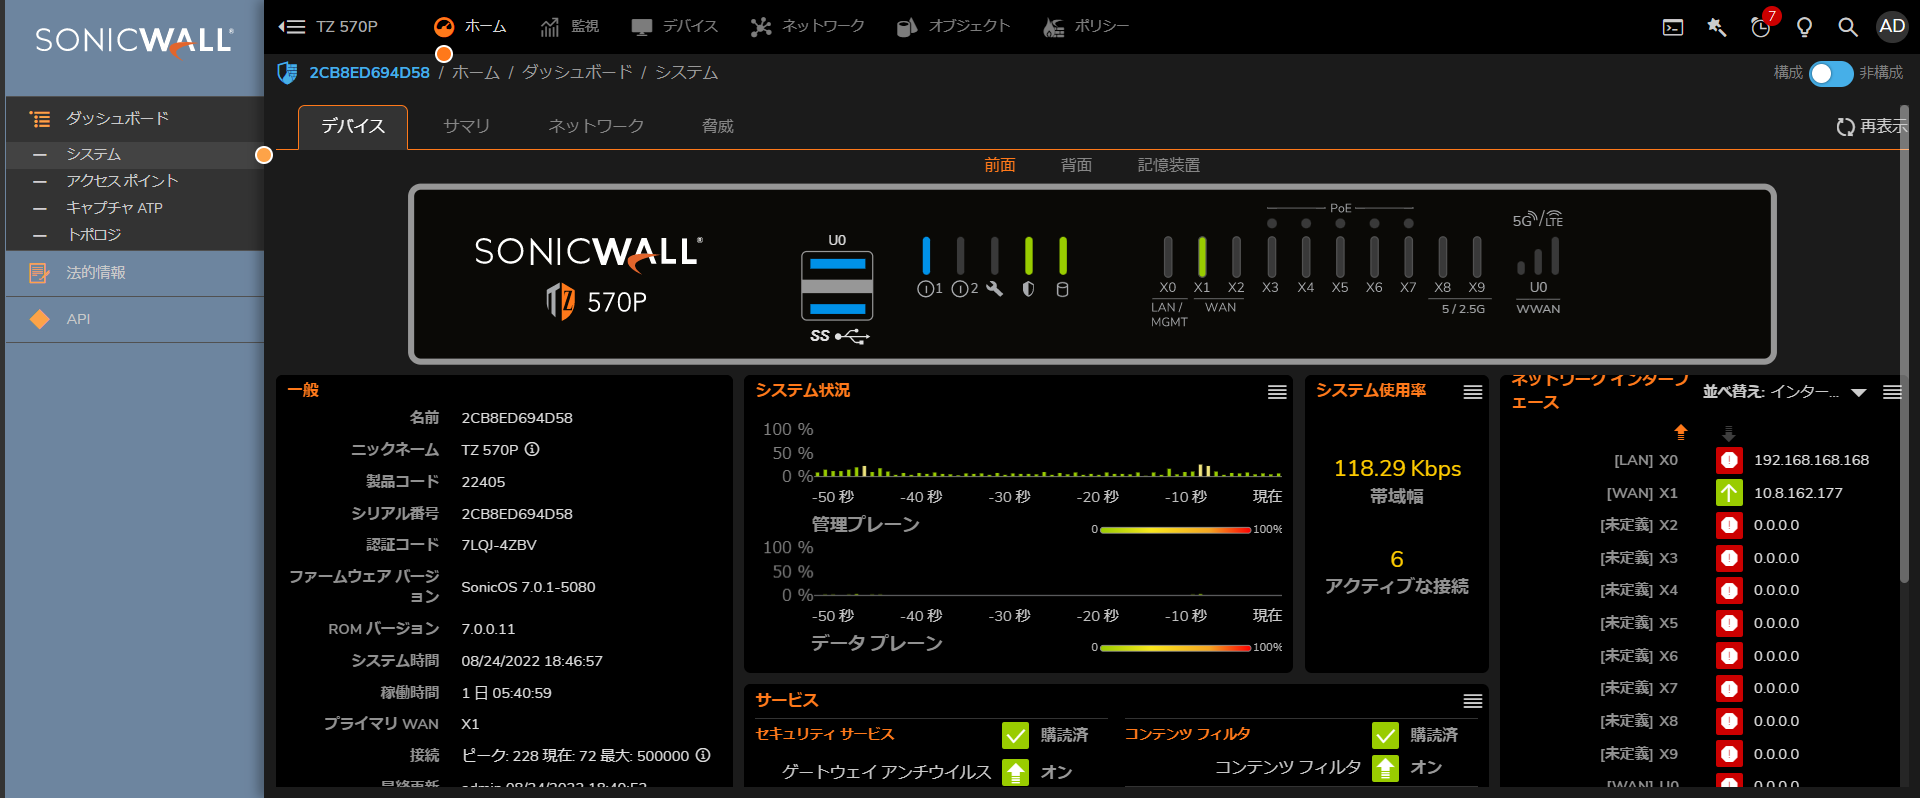 SONICWALL
TZ 570P
ホーム
監視
デバイス
ネットワーク
オブジェクト
ポリシー
7
AD
2CB8ED694D58 / ホーム / ダッシュボード / システム
構成
非構成
ダッシュボード
システム
アクセス ポイント
キャプチャ ATP
トポロジ
法的情報
API
デバイス
サマリ
ネットワーク
脅威
再表示
前面
背面
記憶装置
SONICWALL
TZ 570P
U0
SS
1
2
PoE
5G/LTE
X0 X1 X2 X3 X4 X5 X6 X7 X8 X9 U0
LAN / MGMT
WAN
5 / 2.5G
WWAN
一般
名前 2CB8ED694D58
ニックネーム TZ 570P
製品コード 22405
シリアル番号 2CB8ED694D58
認証コード 7LQJ-4ZBV
ファームウェア バージョン SonicOS 7.0.1-5080
ROM バージョン 7.0.0.11
システム時間 08/24/2022 18:46:57
稼働時間 1 日 05:40:59
プライマリ WAN X1
接続 ピーク: 228 現在: 72 最大: 500000
最終更新 admin 08/24/2022 18:40:52
システム状況
100 %
50 %
0 %
-50 秒 -40 秒 -30 秒 -20 秒 -10 秒 現在
管理プレーン
0 100%
100 %
50 %
0 %
-50 秒 -40 秒 -30 秒 -20 秒 -10 秒 現在
データ プレーン
0 100%
システム使用率
118.29 Kbps
帯域幅
6
アクティブな接続
サービス
セキュリティ サービス 購読済
ゲートウェイ アンチウイルス オン
コンテンツ フィルタ 購読済
コンテンツ フィルタ オン
ネットワーク インターフェース
並べ替え: インター...
[LAN] X0 192.168.168.168
[WAN] X1 10.8.162.177
[未定義] X2 0.0.0.0
[未定義] X3 0.0.0.0
[未定義] X4 0.0.0.0
[未定義] X5 0.0.0.0
[未定義] X6 0.0.0.0
[未定義] X7 0.0.0.0
[未定義] X8 0.0.0.0
[未定義] X9 0.0.0.0
[WAN] U0 0.0.0.0